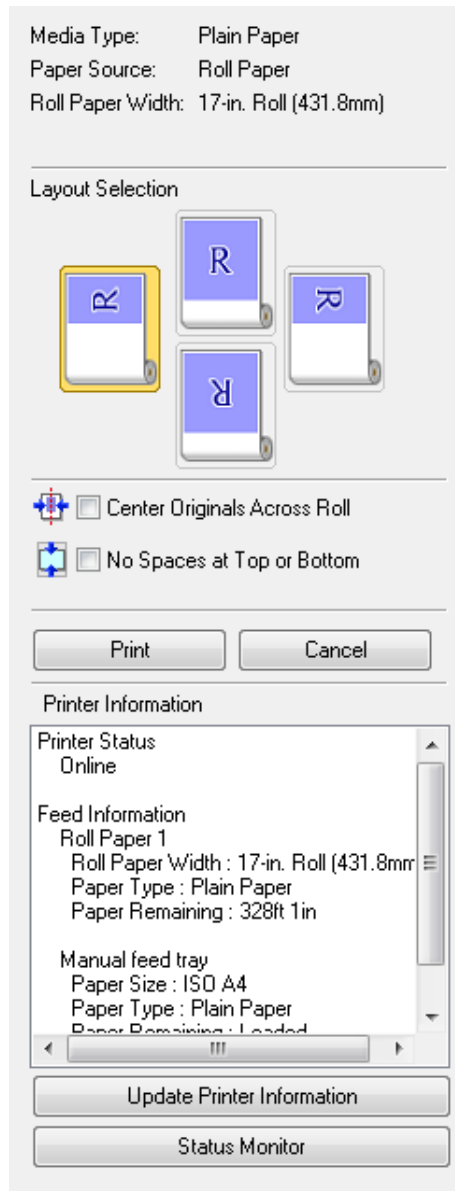 Media Type: Plain Paper
Paper Source: Roll Paper
Roll Paper Width: 17-in. Roll (431.8mm)
Layout Selection
R
R
R
R
Center Originals Across Roll
No Spaces at Top or Bottom
Print Cancel
Printer Information
Printer Status
Online
Feed Information
Roll Paper 1
Roll Paper Width : 17-in. Roll (431.8mm
Paper Type : Plain Paper
Paper Remaining : 328ft 1in
Manual feed tray
Paper Size : ISO A4
Paper Type : Plain Paper
Paper Remaining : Loaded
Update Printer Information
Status Monitor